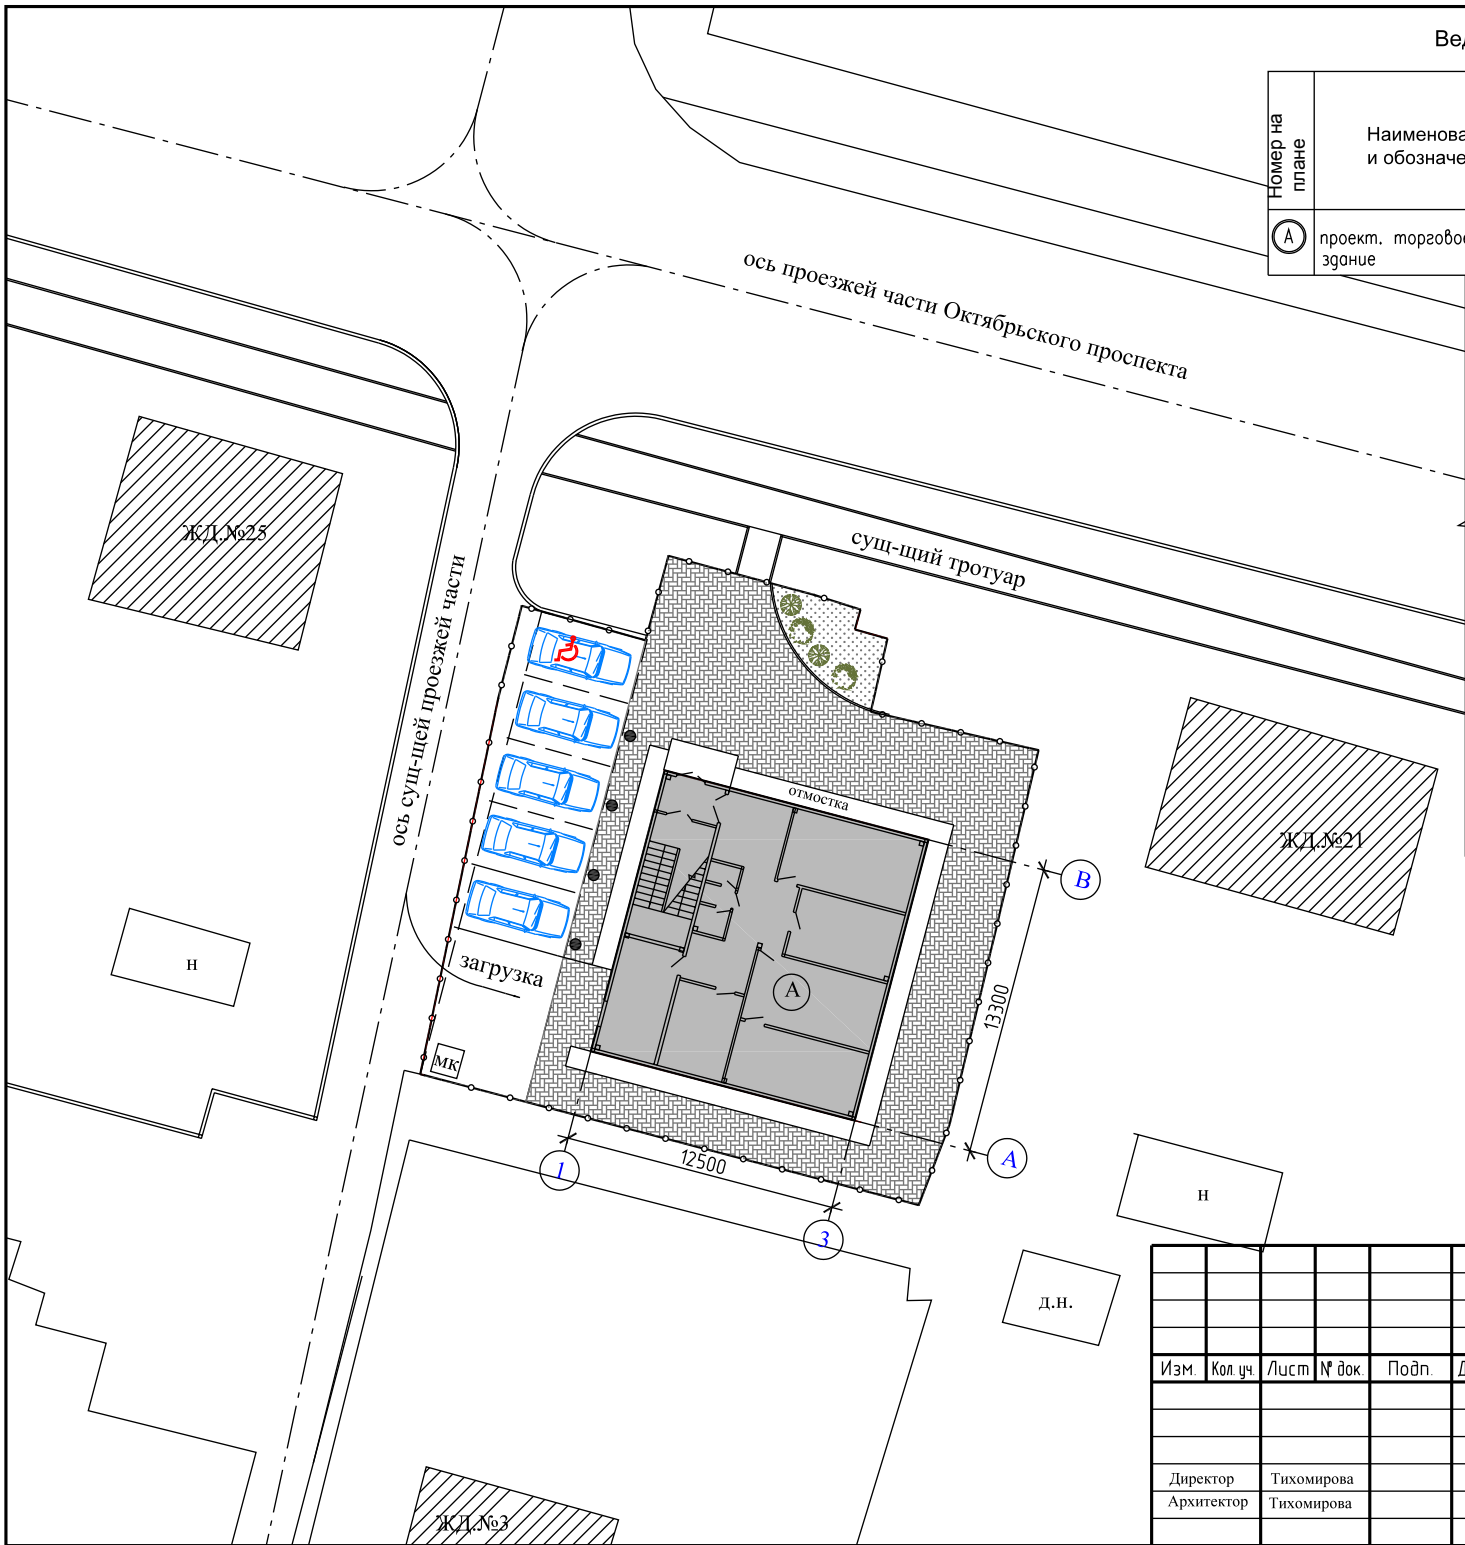 Вед
Номер на
плане
Наименова
и обозначе
А
проект. торговое
здание
ось проезжей части Октябрьского проспекта
сущ-щий тротуар
ЖД.№25
ось сущ-щей проезжей части
отмостка
ЖД.№21
В
н
загрузка
А
13300
мк
12500
1
А
3
н
д.н.
Изм. Кол. уч. Лист № док. Подп. Д
Директор Тихомирова
Архитектор Тихомирова
ЖД.№3